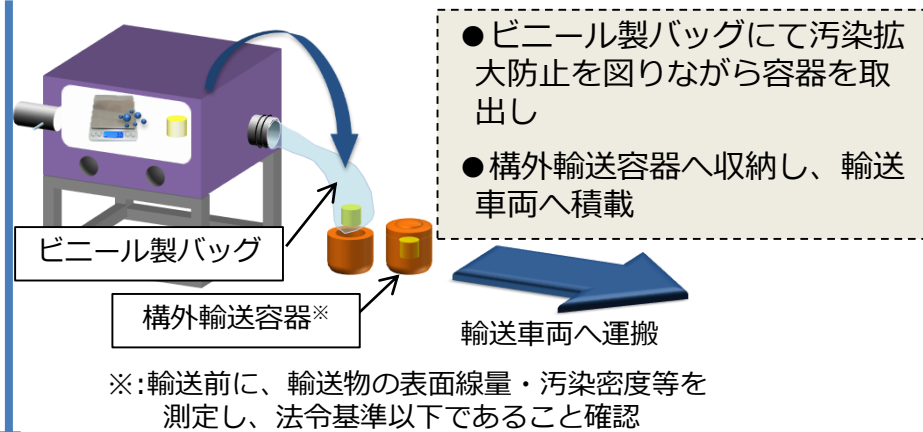 ●ビニール製バッグにて汚染拡
大防止を図りながら容器を取
出し
●構外輸送容器へ収納し、輸送
車両へ積載
ビニール製バッグ
構外輸送容器※
輸送車両へ運搬
※:輸送前に、輸送物の表面線量・汚染密度等を
測定し、法令基準以下であること確認